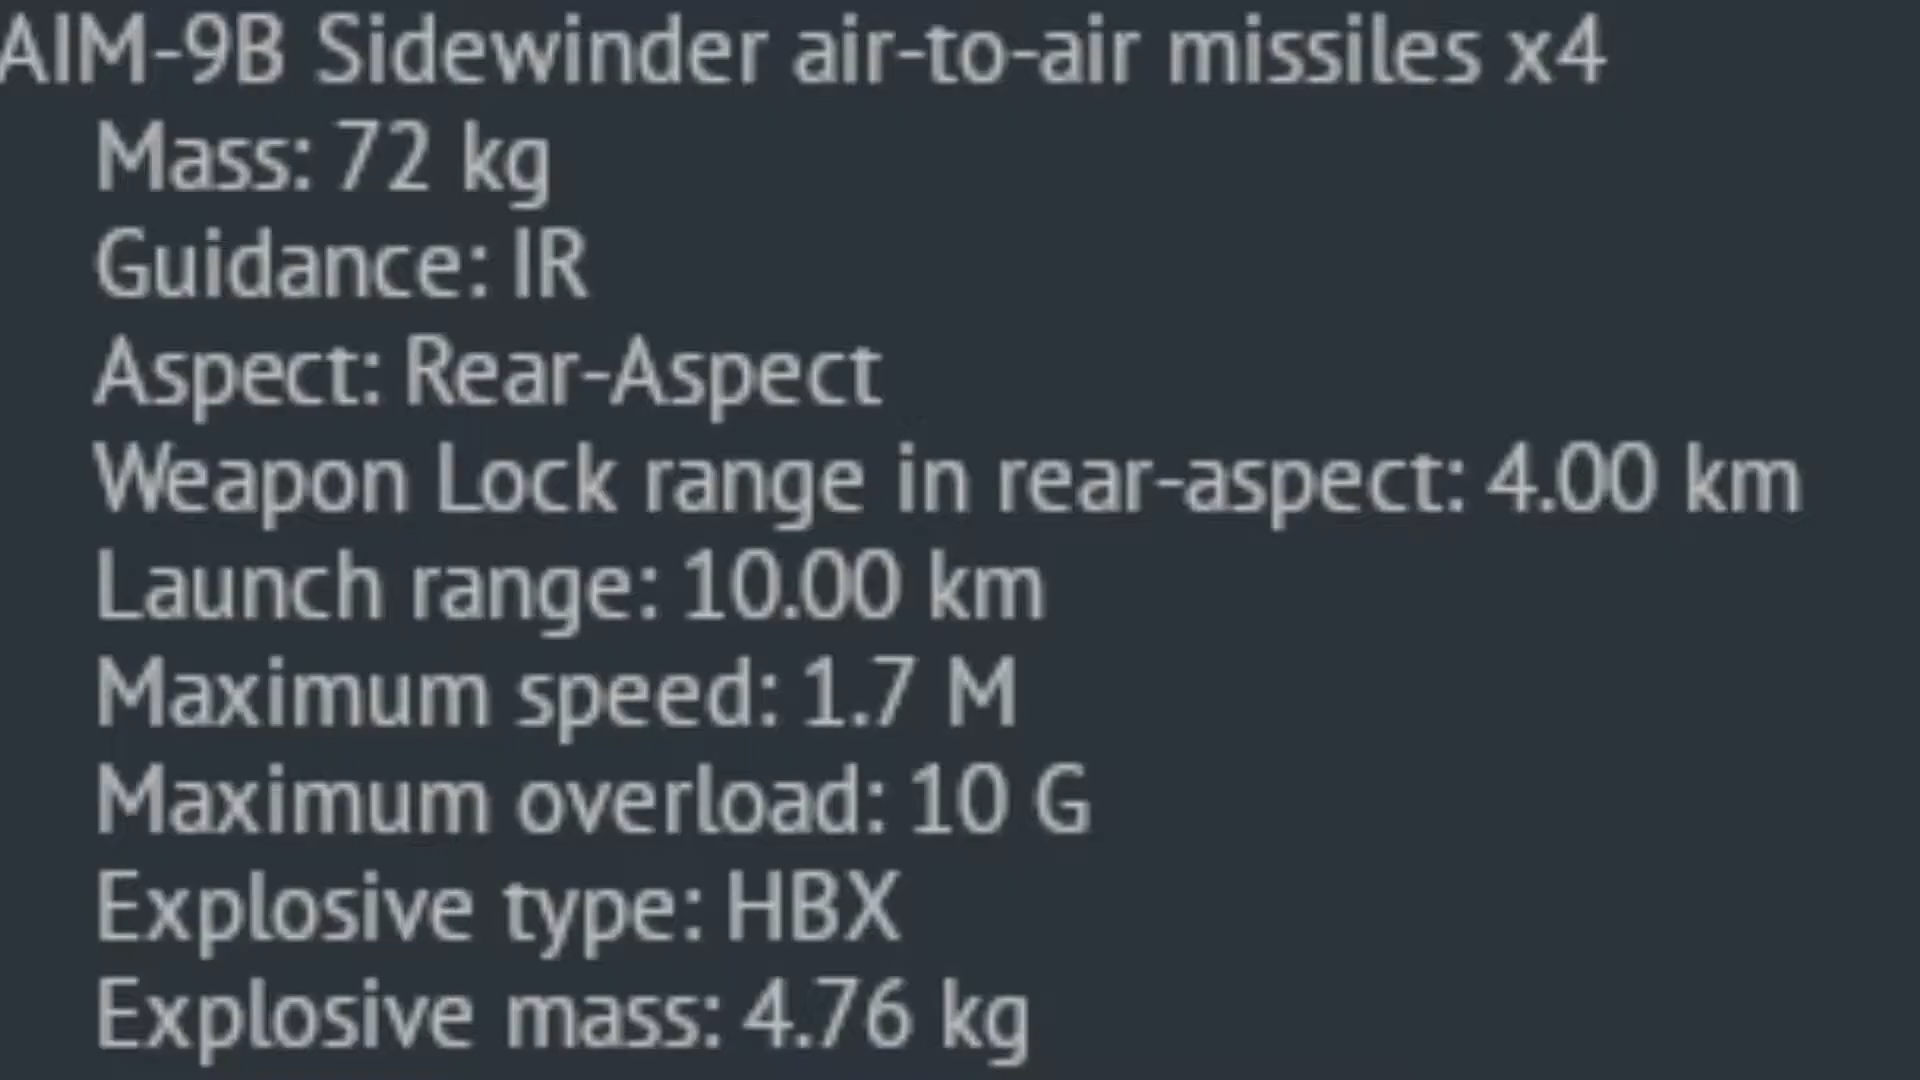 AIM-9B Sidewinder air-to-air missiles x4
Mass: 72 kg
Guidance: IR
Aspect: Rear-Aspect
Weapon Lock range in rear-aspect: 4.00 km
Launch range: 10.00 km
Maximum speed: 1.7 M
Maximum overload: 10 G
Explosive type: HBX
Explosive mass: 4.76 kg